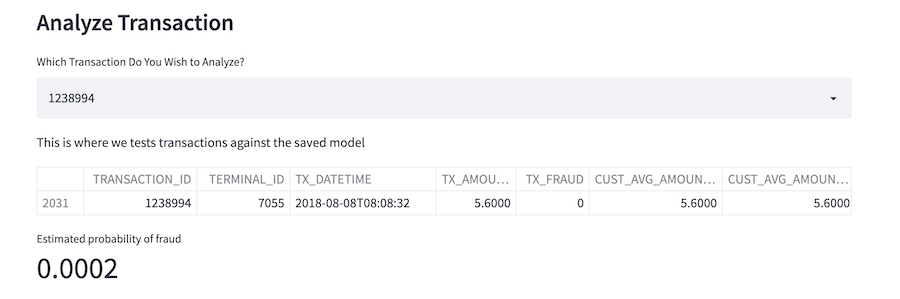 Analyze Transaction
Which Transaction Do You Wish to Analyze?
1238994
This is where we tests transactions against the saved model
TRANSACTION_ID TERMINAL_ID TX_DATETIME TX_AMOU... TX_FRAUD CUST_AVG_AMOUN... CUST_AVG_AMOUN...
2031 1238994 7055 2018-08-08T08:08:32 5.6000 0 5.6000 5.6000
Estimated probability of fraud
0.0002